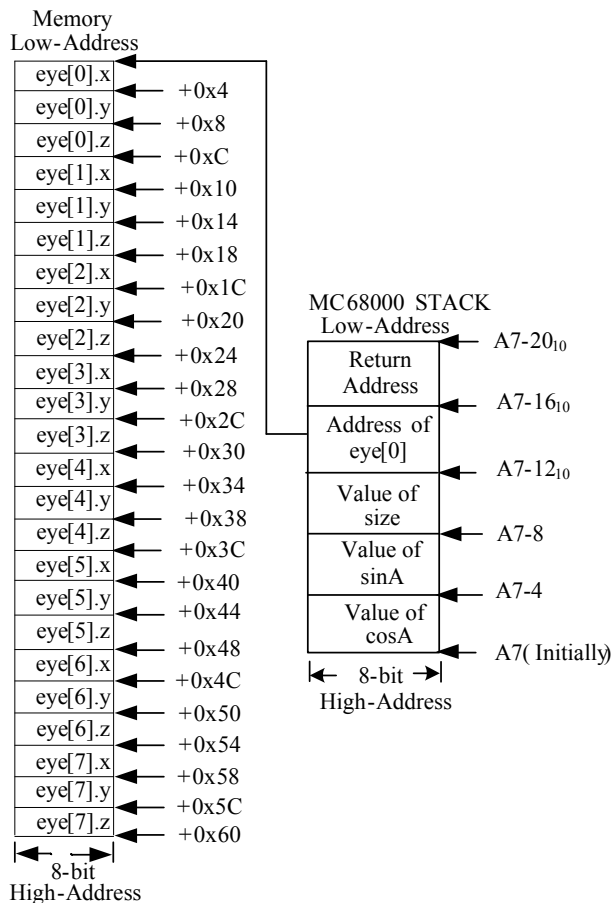 Memory
Low-Address
eye[0].x
+0x4
eye[0].y
+0x8
eye[0].z
+0xC
eye[1].x
+0x10
eye[1].y
+0x14
eye[1].z
+0x18
eye[2].x
+0x1C
eye[2].y
+0x20
eye[2].z
+0x24
eye[3].x
+0x28
eye[3].y
+0x2C
eye[3].z
+0x30
eye[4].x
+0x34
eye[4].y
+0x38
eye[4].z
+0x3C
eye[5].x
+0x40
eye[5].y
+0x44
eye[5].z
+0x48
eye[6].x
+0x4C
eye[6].y
+0x50
eye[6].z
+0x54
eye[7].x
+0x58
eye[7].y
+0x5C
eye[7].z
+0x60
8-bit
High-Address
MC68000 STACK
Low-Address
A7-20₁₀
Return
Address
A7-16₁₀
Address of
eye[0]
A7-12₁₀
Value of
size
A7-8
Value of
sinA
A7-4
Value of
cosA
A7( Initially)
8-bit
High-Address